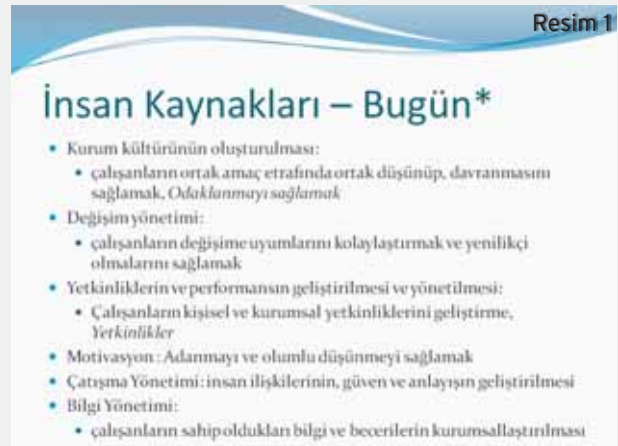 Resim 1
İnsan Kaynakları – Bugün*
• Kurum kültürünün oluşturulması:
• çalışanların ortak amaç etrafında ortak düşünüp, davranmasını
sağlamak, Odaklanmayı sağlamak
• Değişim yönetimi:
• çalışanların değişime uyumlarını kolaylaştırmak ve yenilikçi
olmalarını sağlamak
• Yetkinliklerin ve performansın geliştirilmesi ve yönetilmesi:
• Çalışanların kişisel ve kurumsal yetkinliklerini geliştirme,
Yetkinlikler
• Motivasyon : Adanmayı ve olumlu düşünmeyi sağlamak
• Çatışma Yönetimi: insan ilişkilerinin, güven ve anlayışın geliştirilmesi
• Bilgi Yönetimi:
• çalışanların sahip oldukları bilgi ve becerilerin kurumsallaştırılması